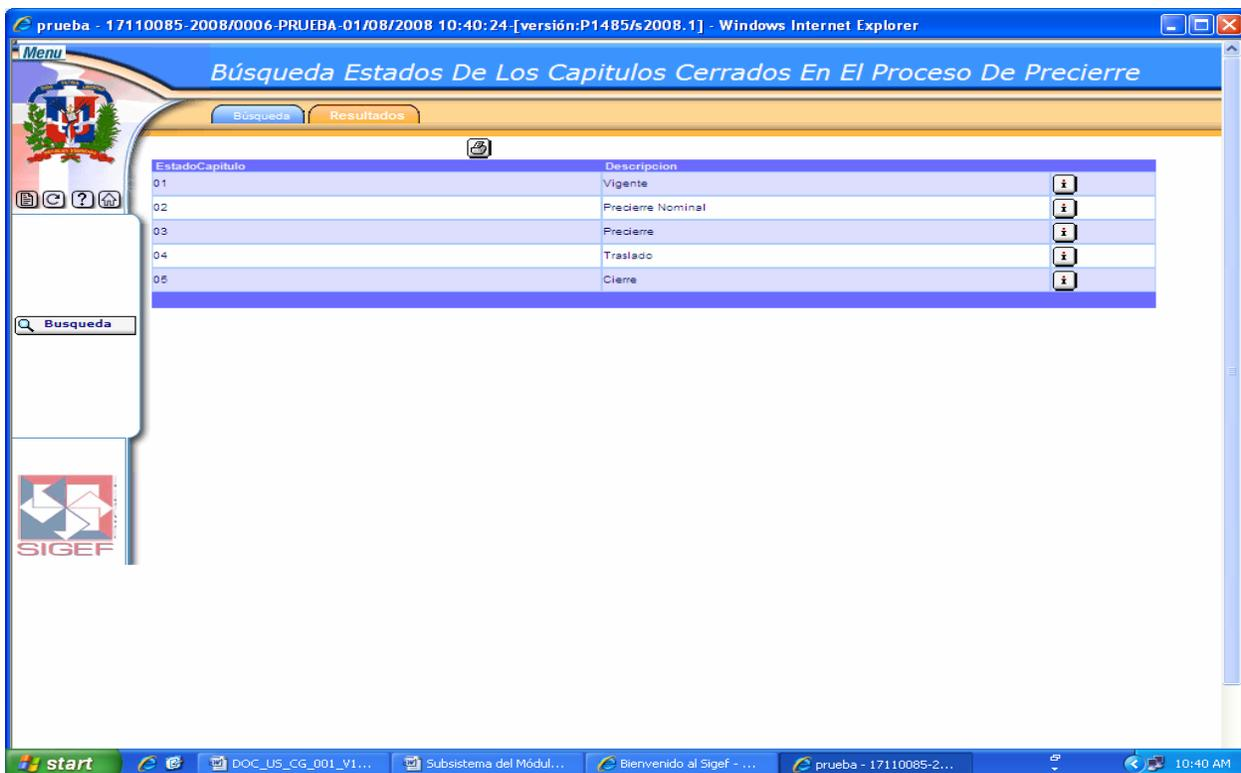 prueba - 17110085-2008/0006-PRUEBA-01/08/2008 10:40:24-[versión:P1485/s2008.1] - Windows Internet Explorer
Menu
Búsqueda Estados De Los Capitulos Cerrados En El Proceso De Precierre
Búsqueda Resultados
EstadoCapitulo Descripcion
01 Vigente
02 Precierre Nominal
03 Precierre
04 Traslado
05 Cierre
Busqueda
SIGEF
start DOC_US_CG_001_V1... Subsistema del Módul... Bienvenido al Sigef - ... prueba - 17110085-2... 10:40 AM